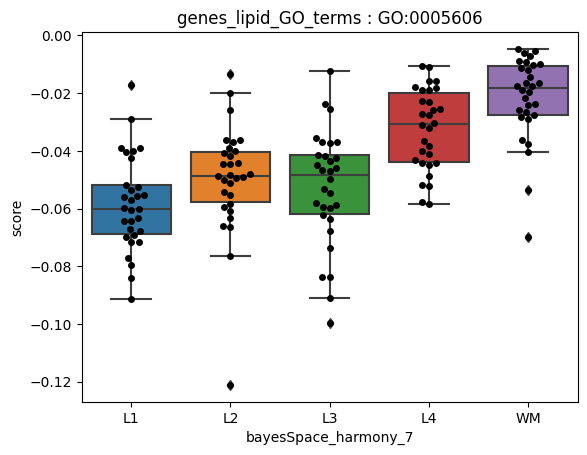 genes_lipid_GO_terms : GO:0005606
0.00
−0.02
−0.04
−0.06
−0.08
−0.10
−0.12
score
L1 L2 L3 L4 WM
bayesSpace_harmony_7